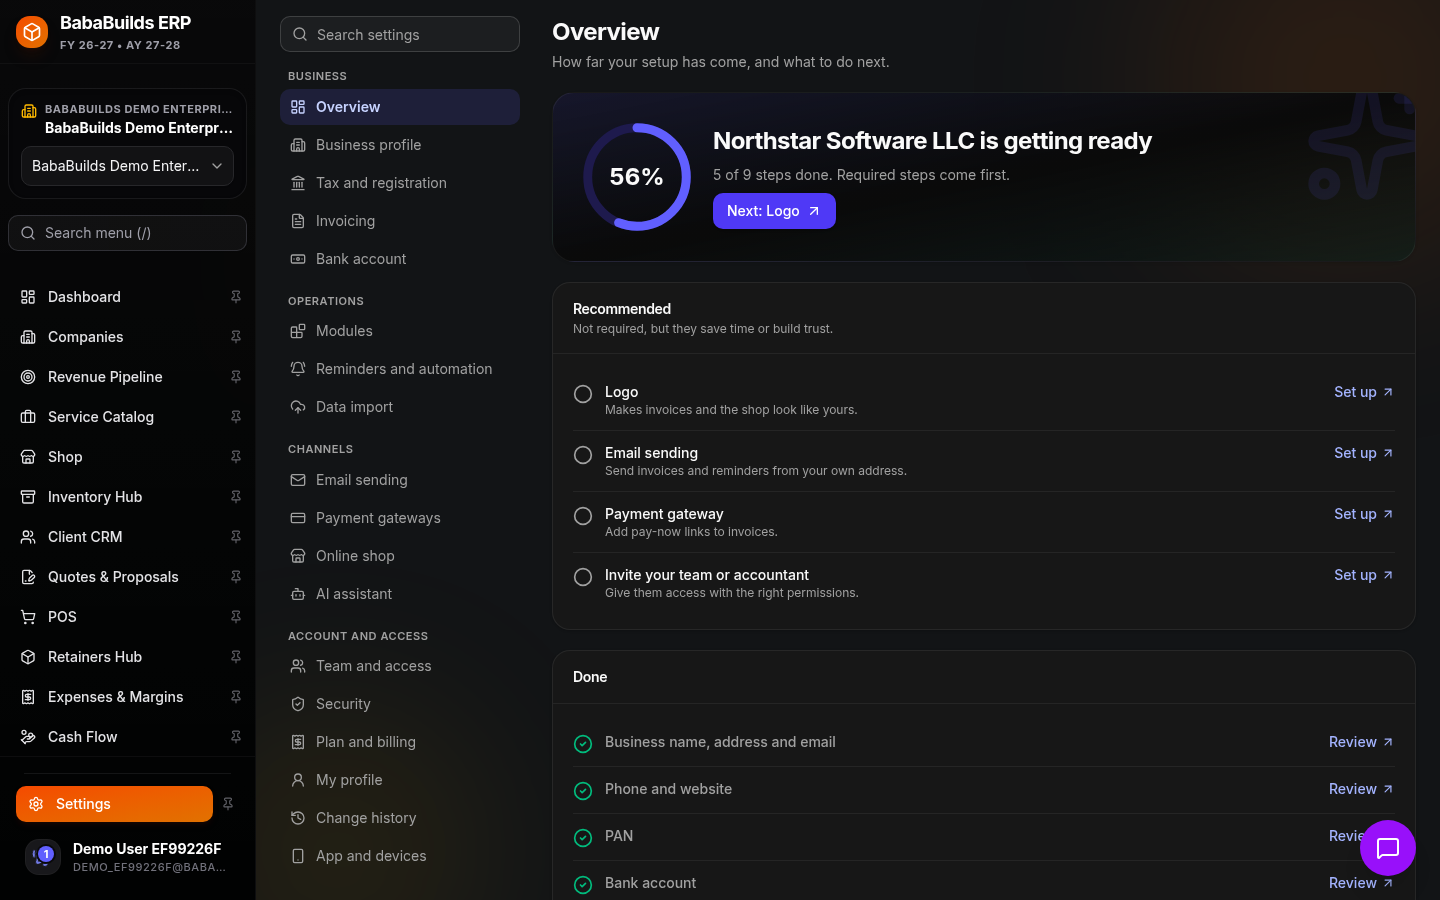 BabaBuilds ERP
FY 26-27 • AY 27-28
BABABUILDS DEMO ENTERPRI...
BabaBuilds Demo Enterpr...
BabaBuilds Demo Enter...
Search menu (/)
Dashboard
Companies
Revenue Pipeline
Service Catalog
Shop
Inventory Hub
Client CRM
Quotes & Proposals
POS
Retainers Hub
Expenses & Margins
Cash Flow
Settings
1
Demo User EF99226F
DEMO_EF99226F@BABA...
Search settings
BUSINESS
Overview
Business profile
Tax and registration
Invoicing
Bank account
OPERATIONS
Modules
Reminders and automation
Data import
CHANNELS
Email sending
Payment gateways
Online shop
AI assistant
ACCOUNT AND ACCESS
Team and access
Security
Plan and billing
My profile
Change history
App and devices
Overview
How far your setup has come, and what to do next.
56%
Northstar Software LLC is getting ready
5 of 9 steps done. Required steps come first.
Next: Logo
Recommended
Not required, but they save time or build trust.
Logo
Set up
Makes invoices and the shop look like yours.
Email sending
Set up
Send invoices and reminders from your own address.
Payment gateway
Set up
Add pay-now links to invoices.
Invite your team or accountant
Set up
Give them access with the right permissions.
Done
Business name, address and email
Review
Phone and website
Review
PAN
Bank account
Review